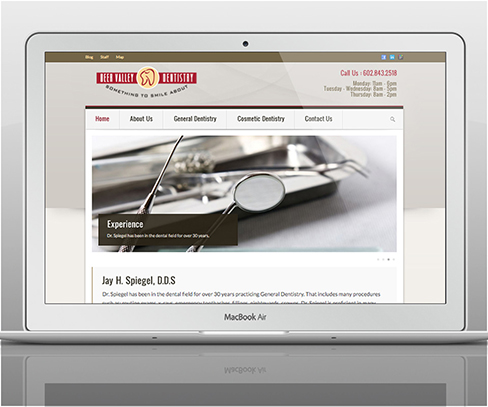 Blog Staff Map
DEER VALLEY DENTISTRY
SOMETHING TO SMILE ABOUT
Call Us : 602.843.2518
Monday- 11am - 6pm
Tuesday - Wednesday- 8am - 5pm
Thursday- 8am - 2pm
Home About Us General Dentistry Cosmetic Dentistry Contact Us
Experience
Dr. Spiegel has been in the dental field for over 30 years.
Jay H. Spiegel, D.D.S
Dr. Spiegel has been in the dental field for over 30 years practicing General Dentistry. That includes many procedures
MacBook Air